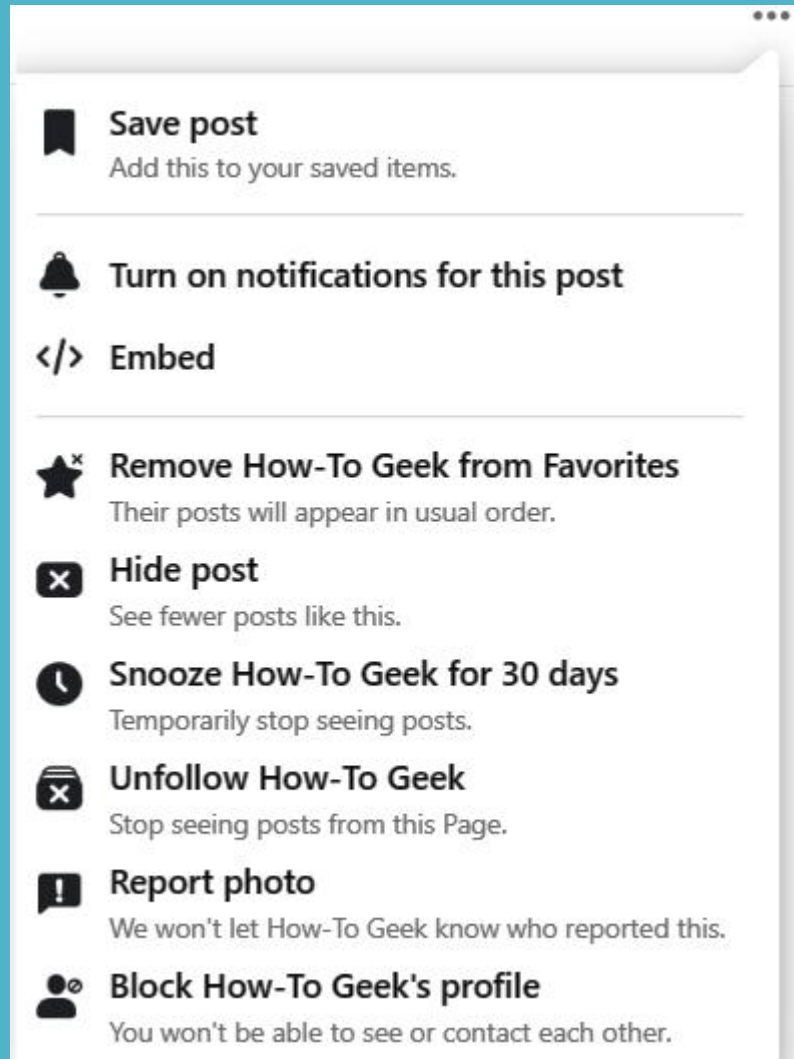 Save post
Add this to your saved items.
Turn on notifications for this post
Embed
Remove How-To Geek from Favorites
Their posts will appear in usual order.
Hide post
See fewer posts like this.
Snooze How-To Geek for 30 days
Temporarily stop seeing posts.
Unfollow How-To Geek
Stop seeing posts from this Page.
Report photo
We won't let How-To Geek know who reported this.
Block How-To Geek's profile
You won't be able to see or contact each other.